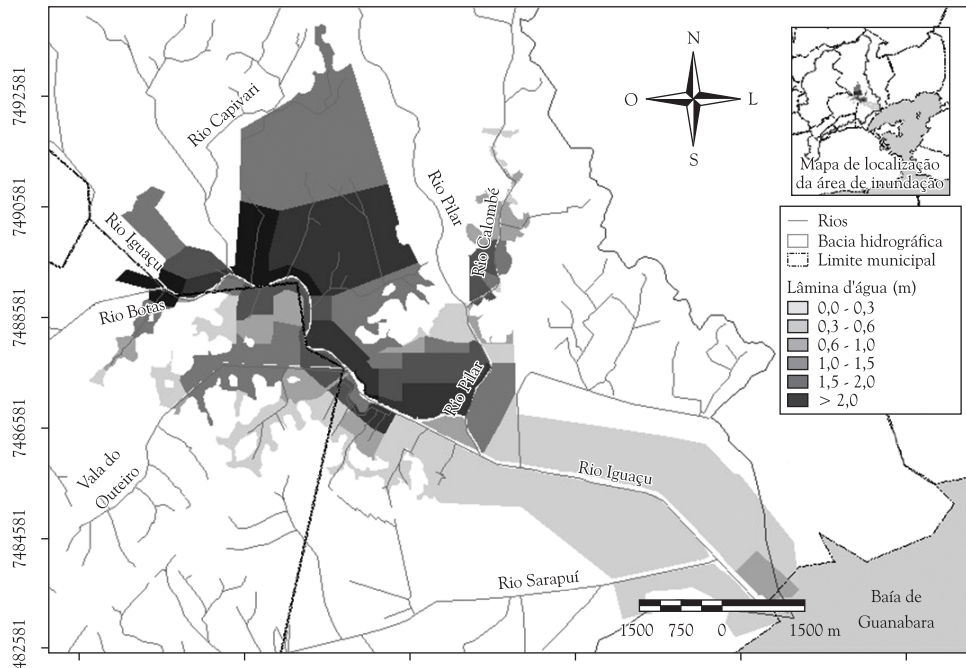 7492581
7490581
7488581
7486581
7484581
482581
Rio Capivari
Rio Pilar
Rio Calombé
Rio Iguaçu
Rio Botas
Rio Pilar
Vala do
Outeiro
Rio Iguaçu
Rio Sarapuí
N
O
L
S
Mapa de localização
da área de inundação
Rios
Bacia hidrográfica
Limite municipal
Lâmina d'água (m)
0,0 - 0,3
0,3 - 0,6
0,6 - 1,0
1,0 - 1,5
1,5 - 2,0
> 2,0
1500 750 0 1500 m
Baía de
Guanabara